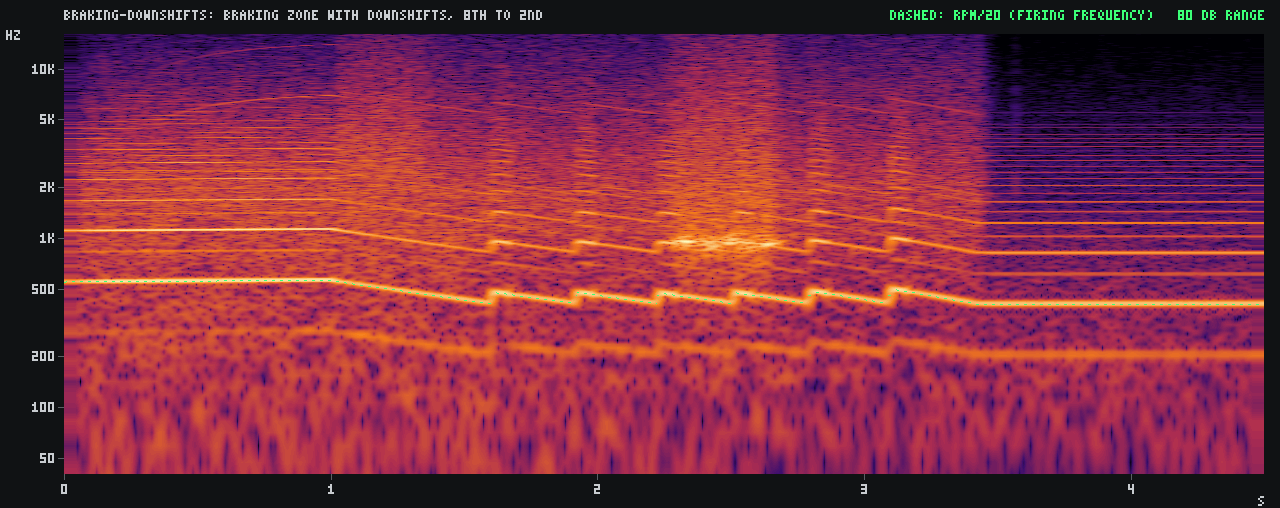 BRAKING-DOWNSHIFTS: BRAKING ZONE WITH DOWNSHIFTS, 8TH TO 2ND
DASHED: RPM/20 (FIRING FREQUENCY) 80 DB RANGE
HZ
10K
5K
2K
1K
500
200
100
50
0 1 2 3 4
S